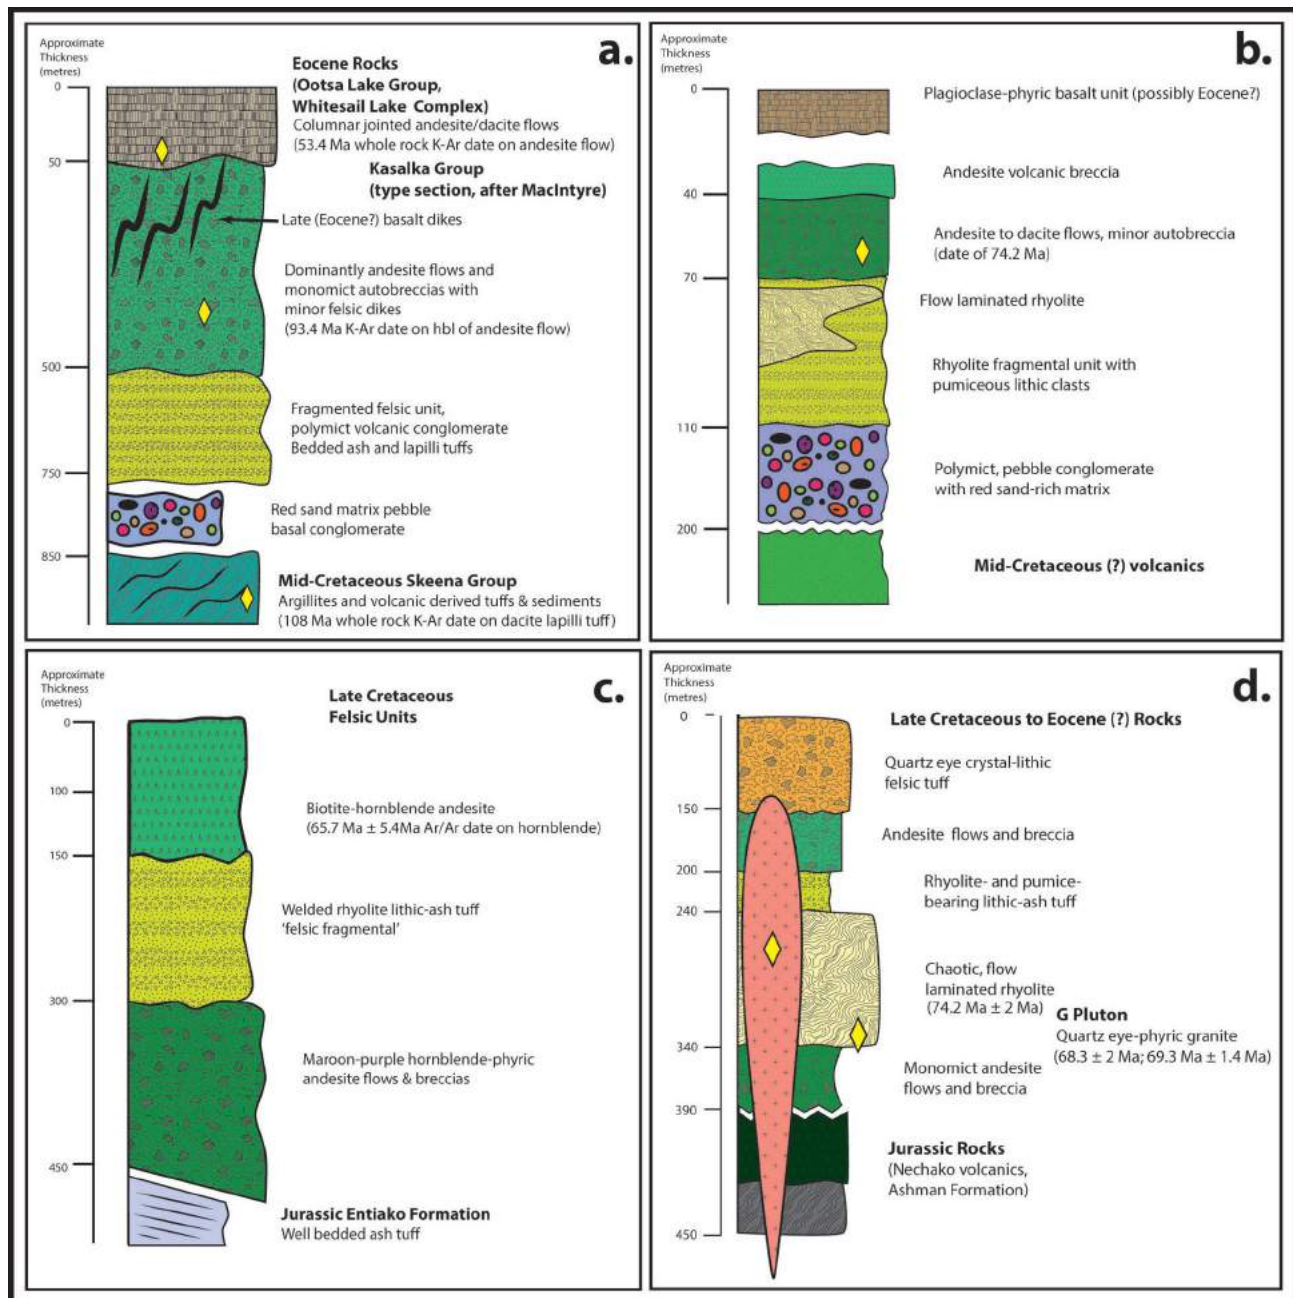 Approximate
Thickness
(metres)
a.
0
50
500
750
850
Eocene Rocks
(Ootsa Lake Group,
Whitesail Lake Complex)
Columnar jointed andesite/dacite flows
(53.4 Ma whole rock K-Ar date on andesite flow)
Kasalka Group
(type section, after MacIntyre)
Late (Eocene?) basalt dikes
Dominantly andesite flows and
monomict autobreccias with
minor felsic dikes
(93.4 Ma K-Ar date on hbl of andesite flow)
Fragmented felsic unit,
polymict volcanic conglomerate
Bedded ash and lapilli tuffs
Red sand matrix pebble
basal conglomerate
Mid-Cretaceous Skeena Group
Argillites and volcanic derived tuffs & sediments
(108 Ma whole rock K-Ar date on dacite lapilli tuff)
Approximate
Thickness
(metres)
b.
0
40
70
110
200
Plagioclase-phyric basalt unit (possibly Eocene?)
Andesite volcanic breccia
Andesite to dacite flows, minor autobreccia
(date of 74.2 Ma)
Flow laminated rhyolite
Rhyolite fragmental unit with
pumiceous lithic clasts
Polymict, pebble conglomerate
with red sand-rich matrix
Mid-Cretaceous (?) volcanics
Approximate
Thickness
(metres)
c.
0
100
150
300
450
Late Cretaceous
Felsic Units
Biotite-hornblende andesite
(65.7 Ma ± 5.4Ma Ar/Ar date on hornblende)
Welded rhyolite lithic-ash tuff
'felsic fragmental'
Maroon-purple hornblende-phyric
andesite flows & breccias
Jurassic Entiako Formation
Well bedded ash tuff
Approximate
Thickness
(metres)
d.
0
150
200
240
340
390
450
Late Cretaceous to Eocene (?) Rocks
Quartz eye crystal-lithic
felsic tuff
Andesite flows and breccia
Rhyolite- and pumice-
bearing lithic-ash tuff
Chaotic, flow
laminated rhyolite
(74.2 Ma ± 2 Ma)
G Pluton
Quartz eye-phyric granite
(68.3 ± 2 Ma; 69.3 Ma ± 1.4 Ma)
Monomict andesite
flows and breccia
Jurassic Rocks
(Nechako volcanics,
Ashman Formation)